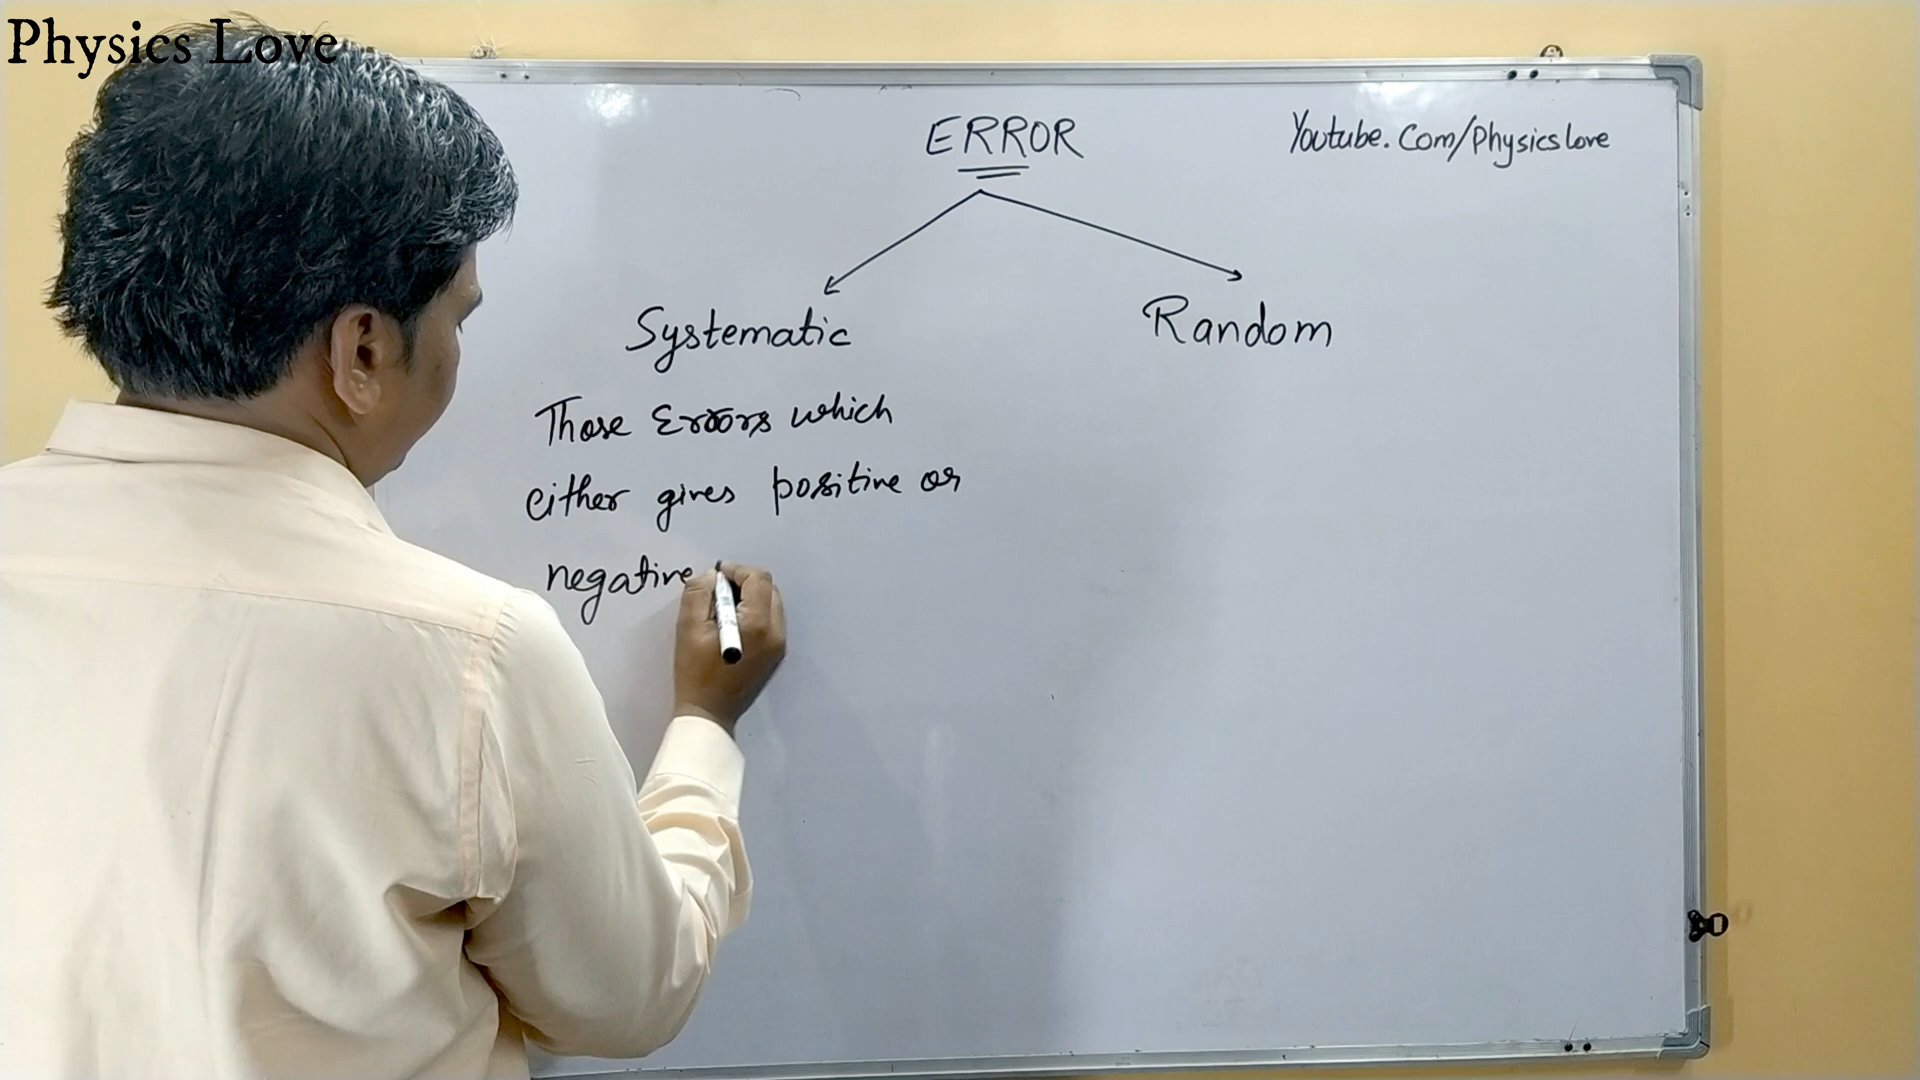 Physics Love
ERROR
Youtube.Com/Physicslove
Systematic
Random
Those Errors which
either gives positive or
negative